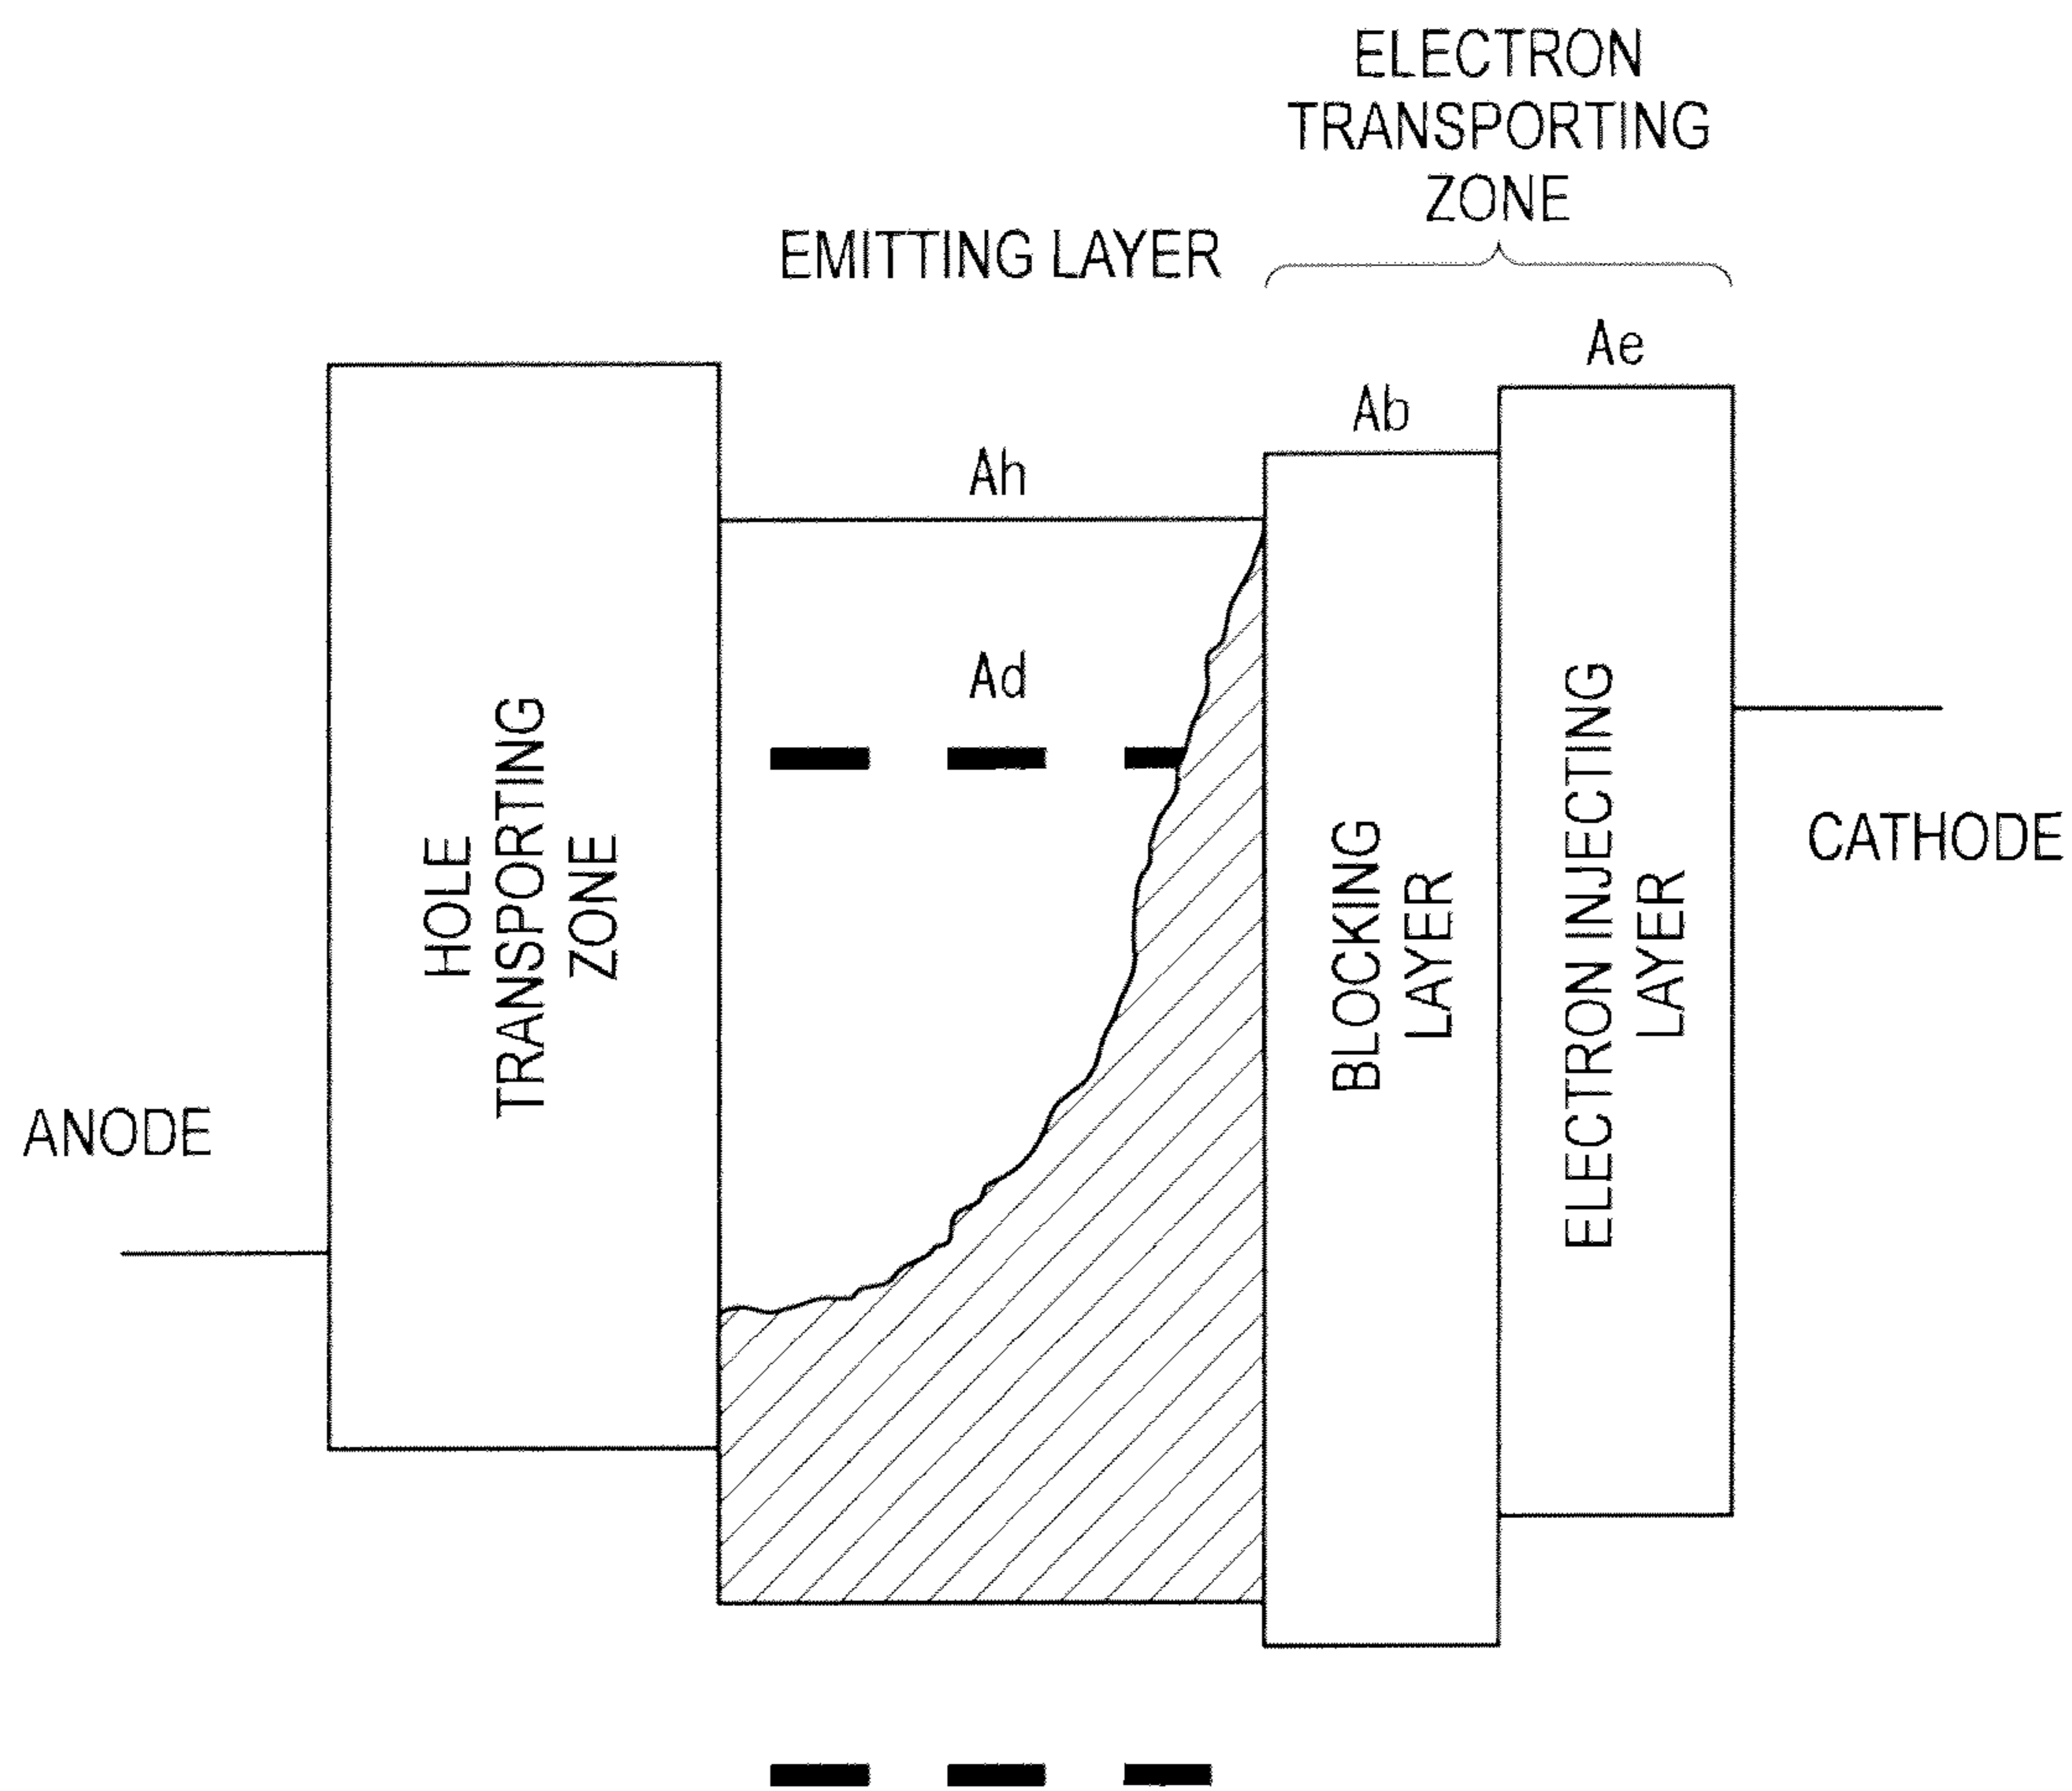 ELECTRON
TRANSPORTING
ZONE
EMITTING LAYER
Ae
Ab
Ah
Ad
HOLE
TRANSPORTING
ZONE
BLOCKING
LAYER
ELECTRON INJECTING
LAYER
CATHODE
ANODE